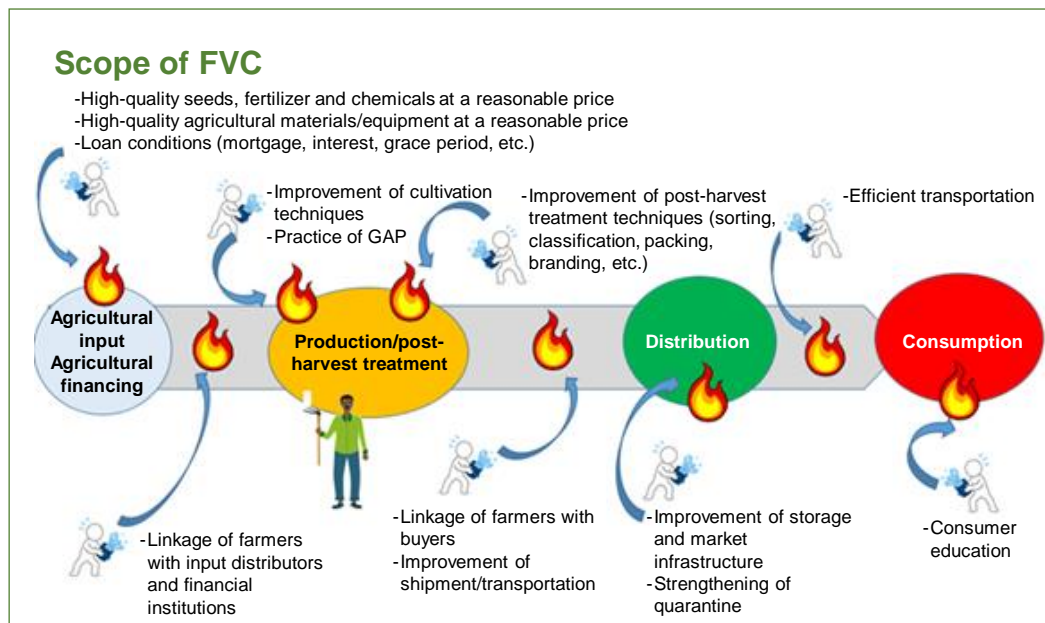 Scope of FVC
-High-quality seeds, fertilizer and chemicals at a reasonable price
-High-quality agricultural materials/equipment at a reasonable price
-Loan conditions (mortgage, interest, grace period, etc.)
-Improvement of cultivation
techniques
-Practice of GAP
-Improvement of post-harvest
treatment techniques (sorting,
classification, packing,
branding, etc.)
-Efficient transportation
Agricultural
input
Agricultural
financing
Production/post-
harvest treatment
Distribution
Consumption
-Linkage of farmers
with input distributors
and financial
institutions
-Linkage of farmers with
buyers
-Improvement of
shipment/transportation
-Improvement of storage
and market
infrastructure
-Strengthening of
quarantine
-Consumer
education